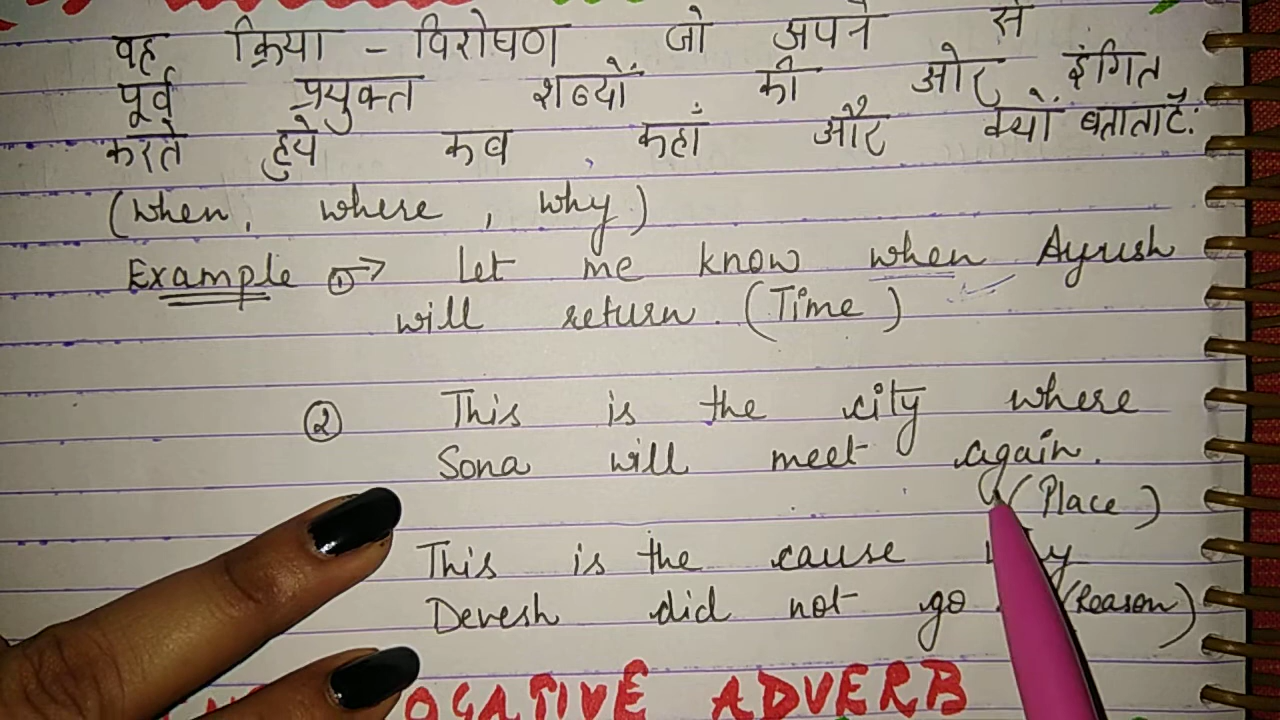 वह क्रिया - विशेषण जो अपने से
पूर्व प्रयुक्त शब्दों की ओर इंगित
करते हुये कब , कहाँ और क्यों बताता है:
(When, where, why)
Example ① → Let me know when Ayush
will return. (Time)
② This is the city where
Sona will meet again.
(Place)
This is the cause
Devesh did not go (Reason)
ADVERB